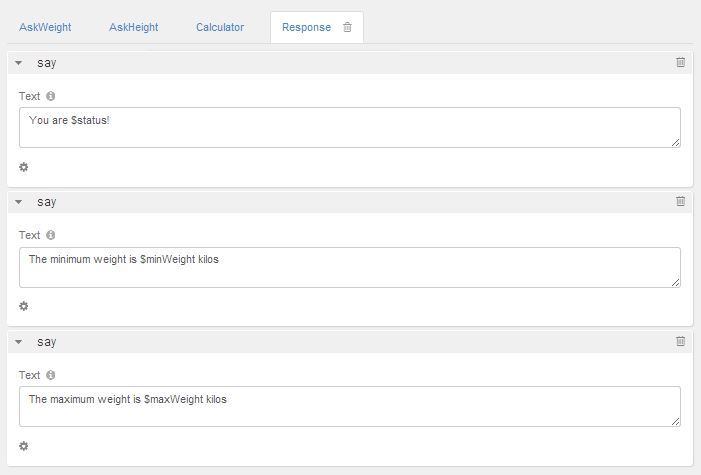 AskWeight AskHeight Calculator Response
say
Text
You are $status!
say
Text
The minimum weight is $minWeight kilos
say
Text
The maximum weight is $maxWeight kilos